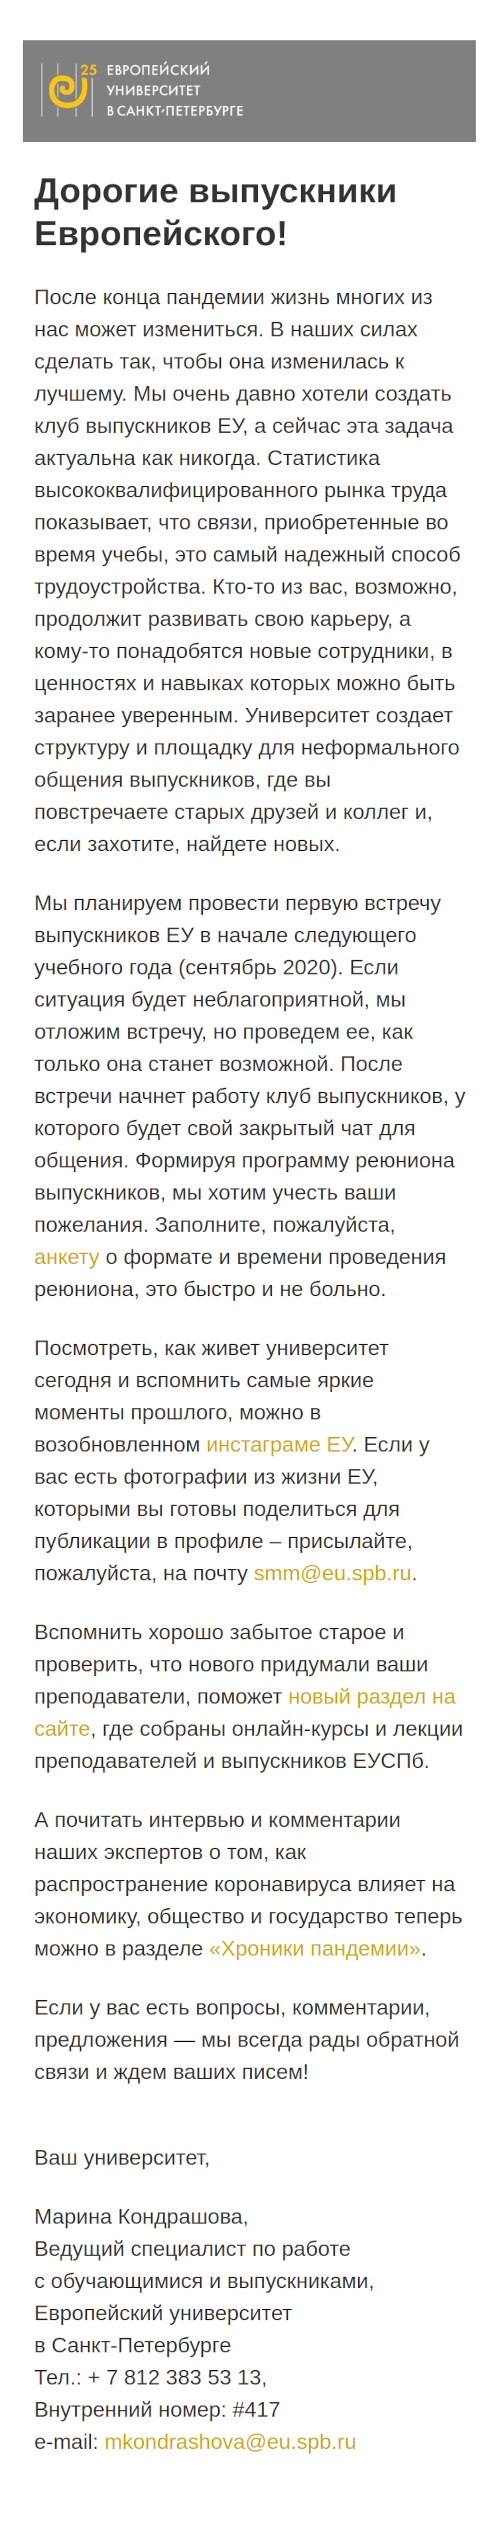 25 ЕВРОПЕЙСКИЙ
УНИВЕРСИТЕТ
В САНКТ-ПЕТЕРБУРГЕ
Дорогие выпускники
Европейского!
После конца пандемии жизнь многих из
нас может измениться. В наших силах
сделать так, чтобы она изменилась к
лучшему. Мы очень давно хотели создать
клуб выпускников ЕУ, а сейчас эта задача
актуальна как никогда. Статистика
высококвалифицированного рынка труда
показывает, что связи, приобретенные во
время учебы, это самый надежный способ
трудоустройства. Кто-то из вас, возможно,
продолжит развивать свою карьеру, а
кому-то понадобятся новые сотрудники, в
ценностях и навыках которых можно быть
заранее уверенным. Университет создает
структуру и площадку для неформального
общения выпускников, где вы
повстречаете старых друзей и коллег и,
если захотите, найдете новых.
Мы планируем провести первую встречу
выпускников ЕУ в начале следующего
учебного года (сентябрь 2020). Если
ситуация будет неблагоприятной, мы
отложим встречу, но проведем ее, как
только она станет возможной. После
встречи начнет работу клуб выпускников, у
которого будет свой закрытый чат для
общения. Формируя программу реюниона
выпускников, мы хотим учесть ваши
пожелания. Заполните, пожалуйста,
анкету о формате и времени проведения
реюниона, это быстро и не больно.
Посмотреть, как живет университет
сегодня и вспомнить самые яркие
моменты прошлого, можно в
возобновленном инстаграме ЕУ. Если у
вас есть фотографии из жизни ЕУ,
которыми вы готовы поделиться для
публикации в профиле – присылайте,
пожалуйста, на почту smm@eu.spb.ru.
Вспомнить хорошо забытое старое и
проверить, что нового придумали ваши
преподаватели, поможет новый раздел на
сайте, где собраны онлайн-курсы и лекции
преподавателей и выпускников ЕУСПб.
А почитать интервью и комментарии
наших экспертов о том, как
распространение коронавируса влияет на
экономику, общество и государство теперь
можно в разделе «Хроники пандемии».
Если у вас есть вопросы, комментарии,
предложения — мы всегда рады обратной
связи и ждем ваших писем!
Ваш университет,
Марина Кондрашова,
Ведущий специалист по работе
с обучающимися и выпускниками,
Европейский университет
в Санкт-Петербурге
Тел.: + 7 812 383 53 13,
Внутренний номер: #417
e-mail: mkondrashova@eu.spb.ru